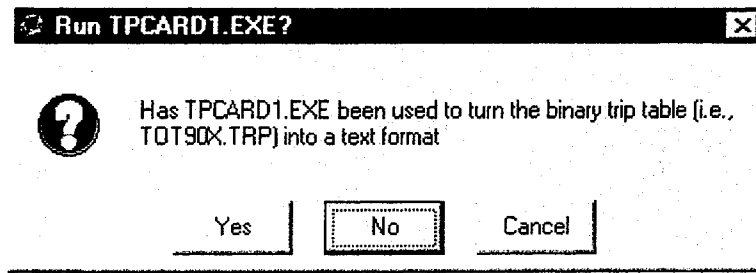 Run TPCARD1.EXE?
Has TPCARD1.EXE been used to turn the binary trip table (i.e.,
TOT90X.TRP) into a text format
Yes No Cancel